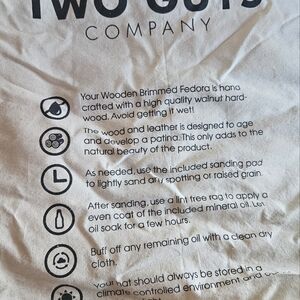 TWO GUYS
COMPANY
Your Wooden Brimmed Fedora is hand
crafted with a high quality walnut hard-
wood. Avoid getting it wet!
The wood and leather is designed to age
and develop a patina. This only adds to the
natural beauty of the product.
As needed, use the included sanding pad
to lightly sand any spotting or raised grain.
After sanding, use a lint free rag to apply a
even coat of the included mineral oil. Let
oil soak for a few hours.
Buff off any remaining oil with a clean dry
cloth.
Your hat should always be stored in a
climate controlled environment and